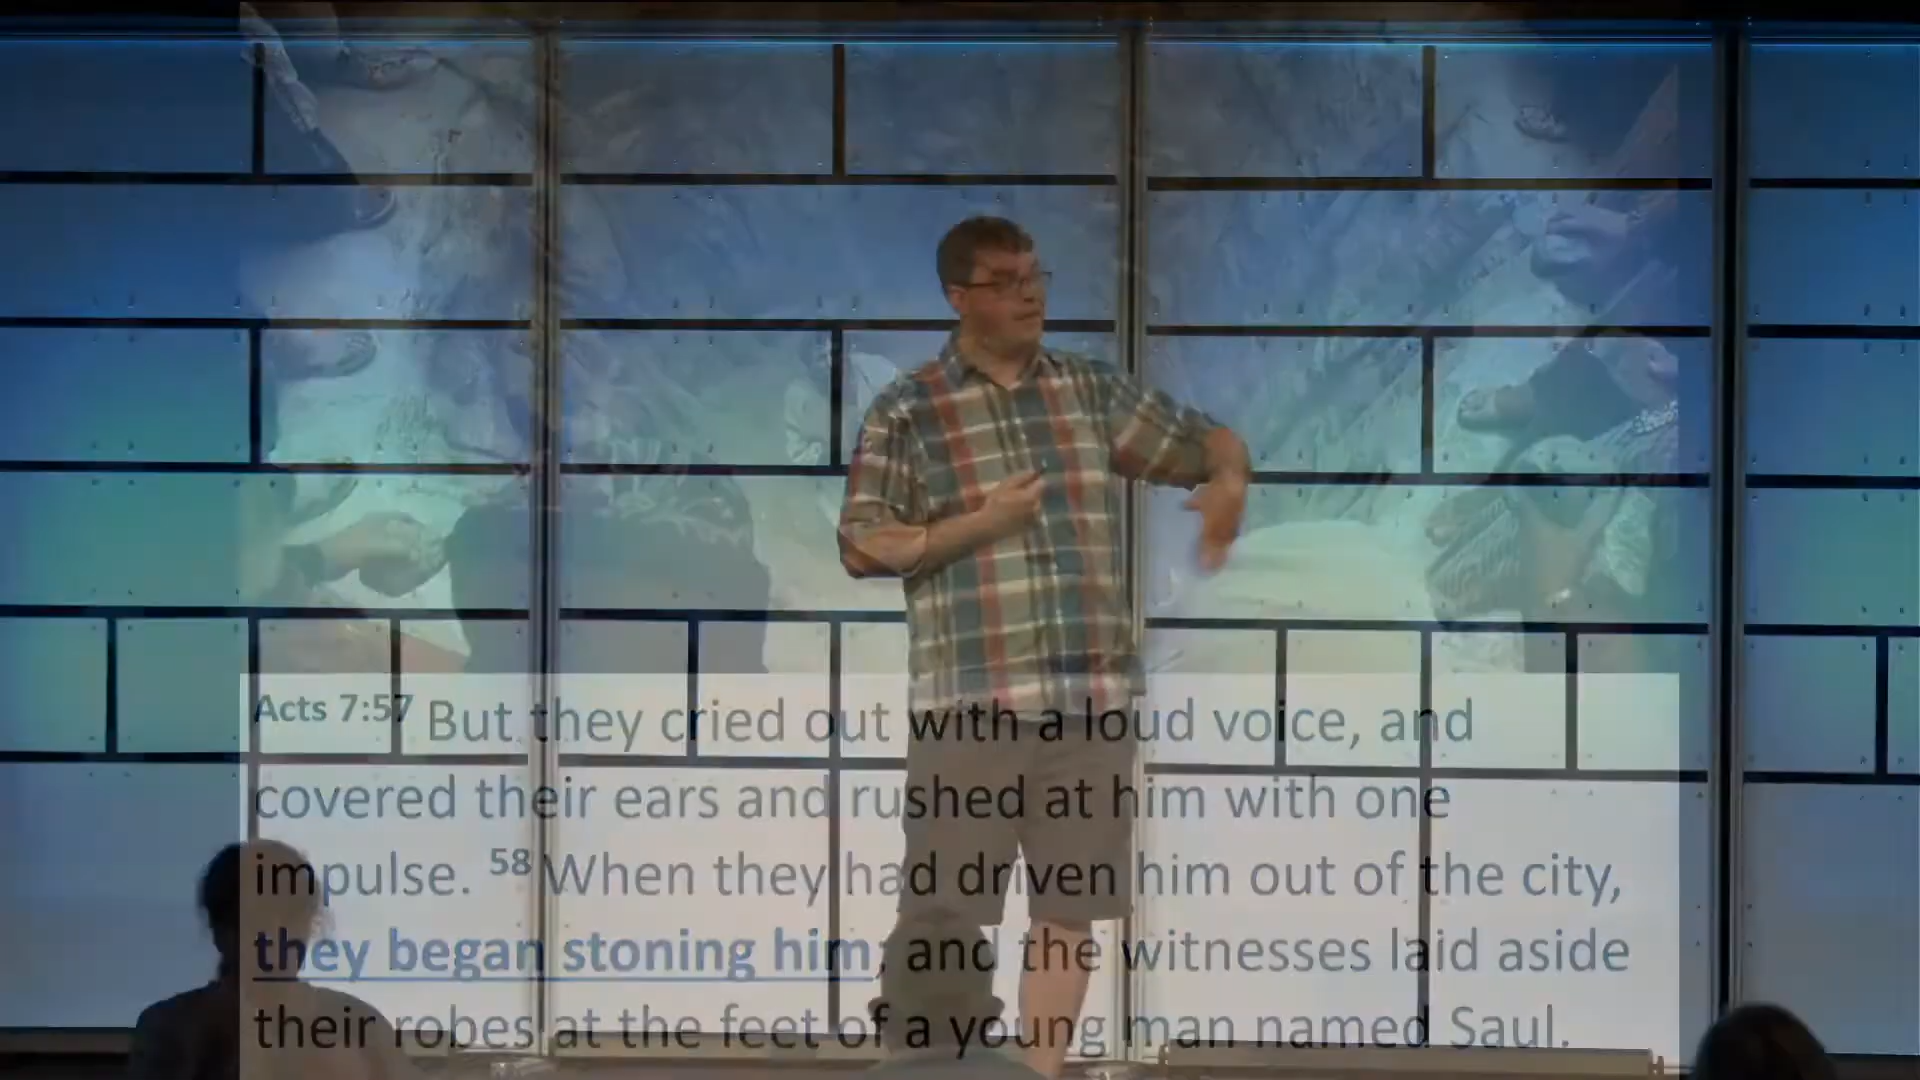 Acts 7:57 But they cried out with a loud voice, and
covered their ears and rushed at him with one
impulse. 58 When they had driven him out of the city,
they began stoning him; and the witnesses laid aside
their robes at the feet of a young man named Saul.